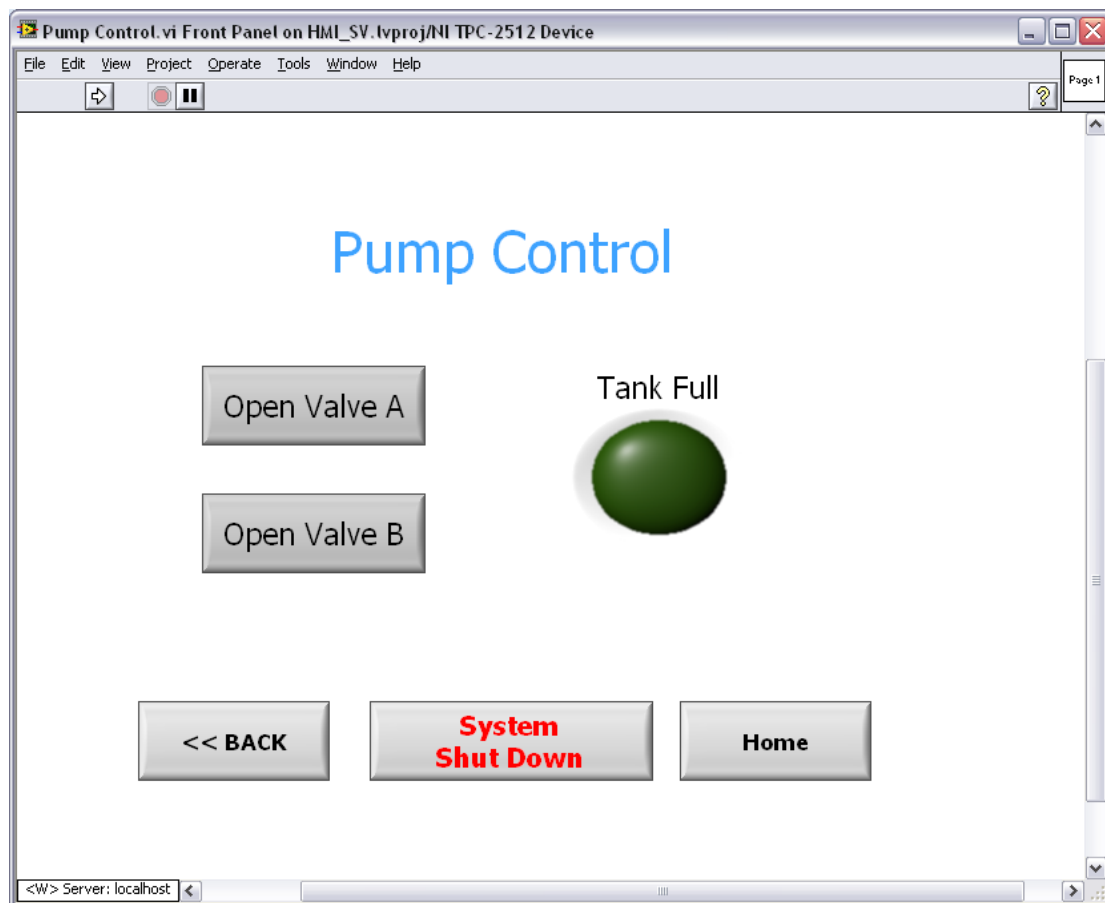 Pump Control.vi Front Panel on HMI_SV.lvproj/NI TPC-2512 Device
File Edit View Project Operate Tools Window Help
Page 1
?
Pump Control
Open Valve A
Tank Full
Open Valve B
<< BACK
System
Shut Down
Home
<W> Server: localhost